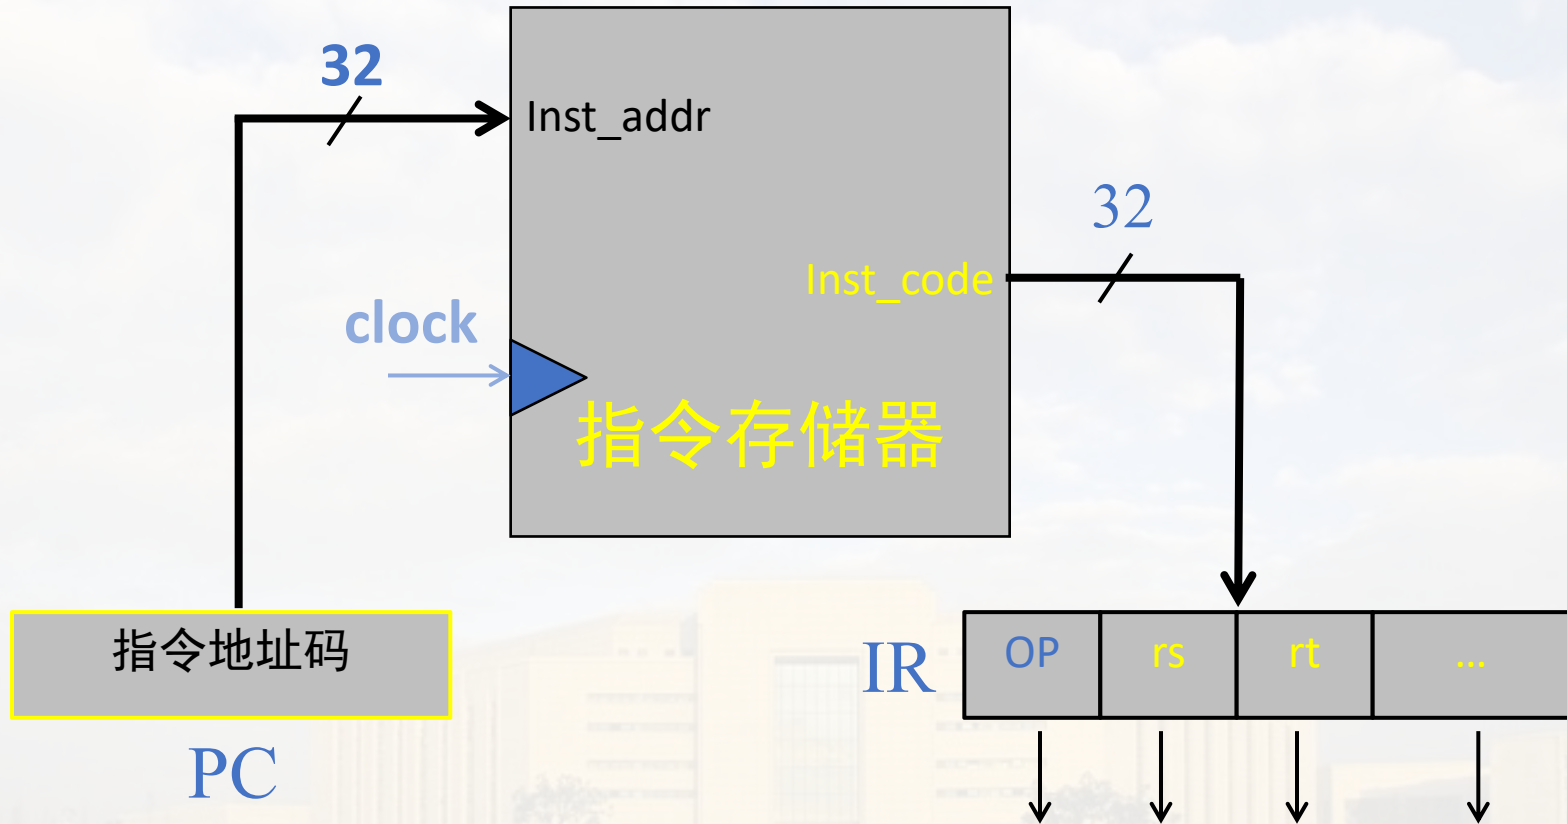 32
Inst_addr
32
Inst_code
clock
指令存储器
指令地址码
PC
IR
OP
rs
rt
...